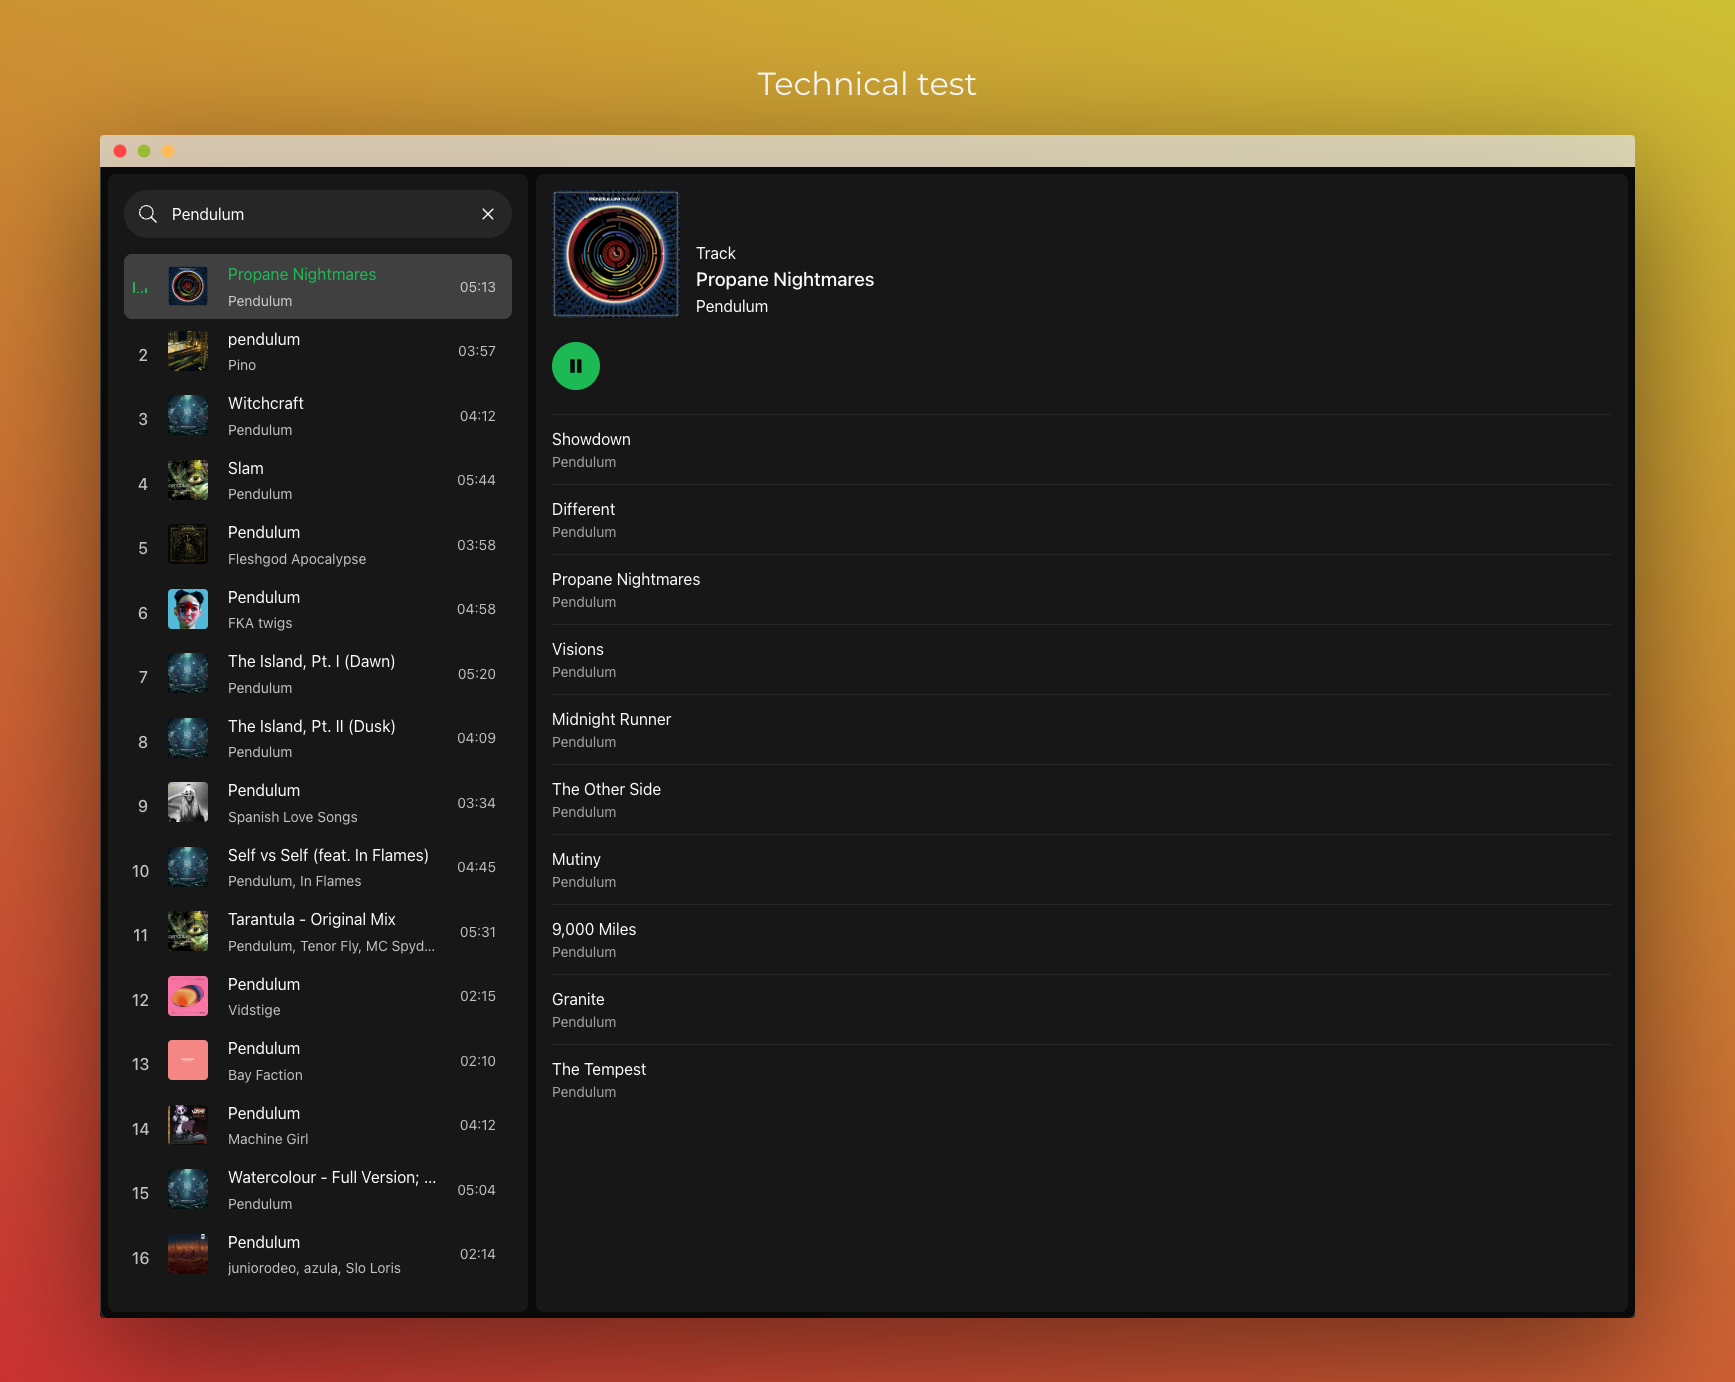 Technical test
Pendulum
Propane Nightmares
Pendulum
05:13
2
pendulum
Pino
03:57
3
Witchcraft
Pendulum
04:12
4
Slam
Pendulum
05:44
5
Pendulum
Fleshgod Apocalypse
03:58
6
Pendulum
FKA twigs
04:58
7
The Island, Pt. I (Dawn)
Pendulum
05:20
8
The Island, Pt. II (Dusk)
Pendulum
04:09
9
Pendulum
Spanish Love Songs
03:34
10
Self vs Self (feat. In Flames)
Pendulum, In Flames
04:45
11
Tarantula - Original Mix
Pendulum, Tenor Fly, MC Spyd...
05:31
12
Pendulum
Vidstige
02:15
13
Pendulum
Bay Faction
02:10
14
Pendulum
Machine Girl
04:12
15
Watercolour - Full Version; ...
Pendulum
05:04
16
Pendulum
juniorodeo, azula, Slo Loris
02:14
PENDULUM IN SILICO
Track
Propane Nightmares
Pendulum
Showdown
Pendulum
Different
Pendulum
Propane Nightmares
Pendulum
Visions
Pendulum
Midnight Runner
Pendulum
The Other Side
Pendulum
Mutiny
Pendulum
9,000 Miles
Pendulum
Granite
Pendulum
The Tempest
Pendulum